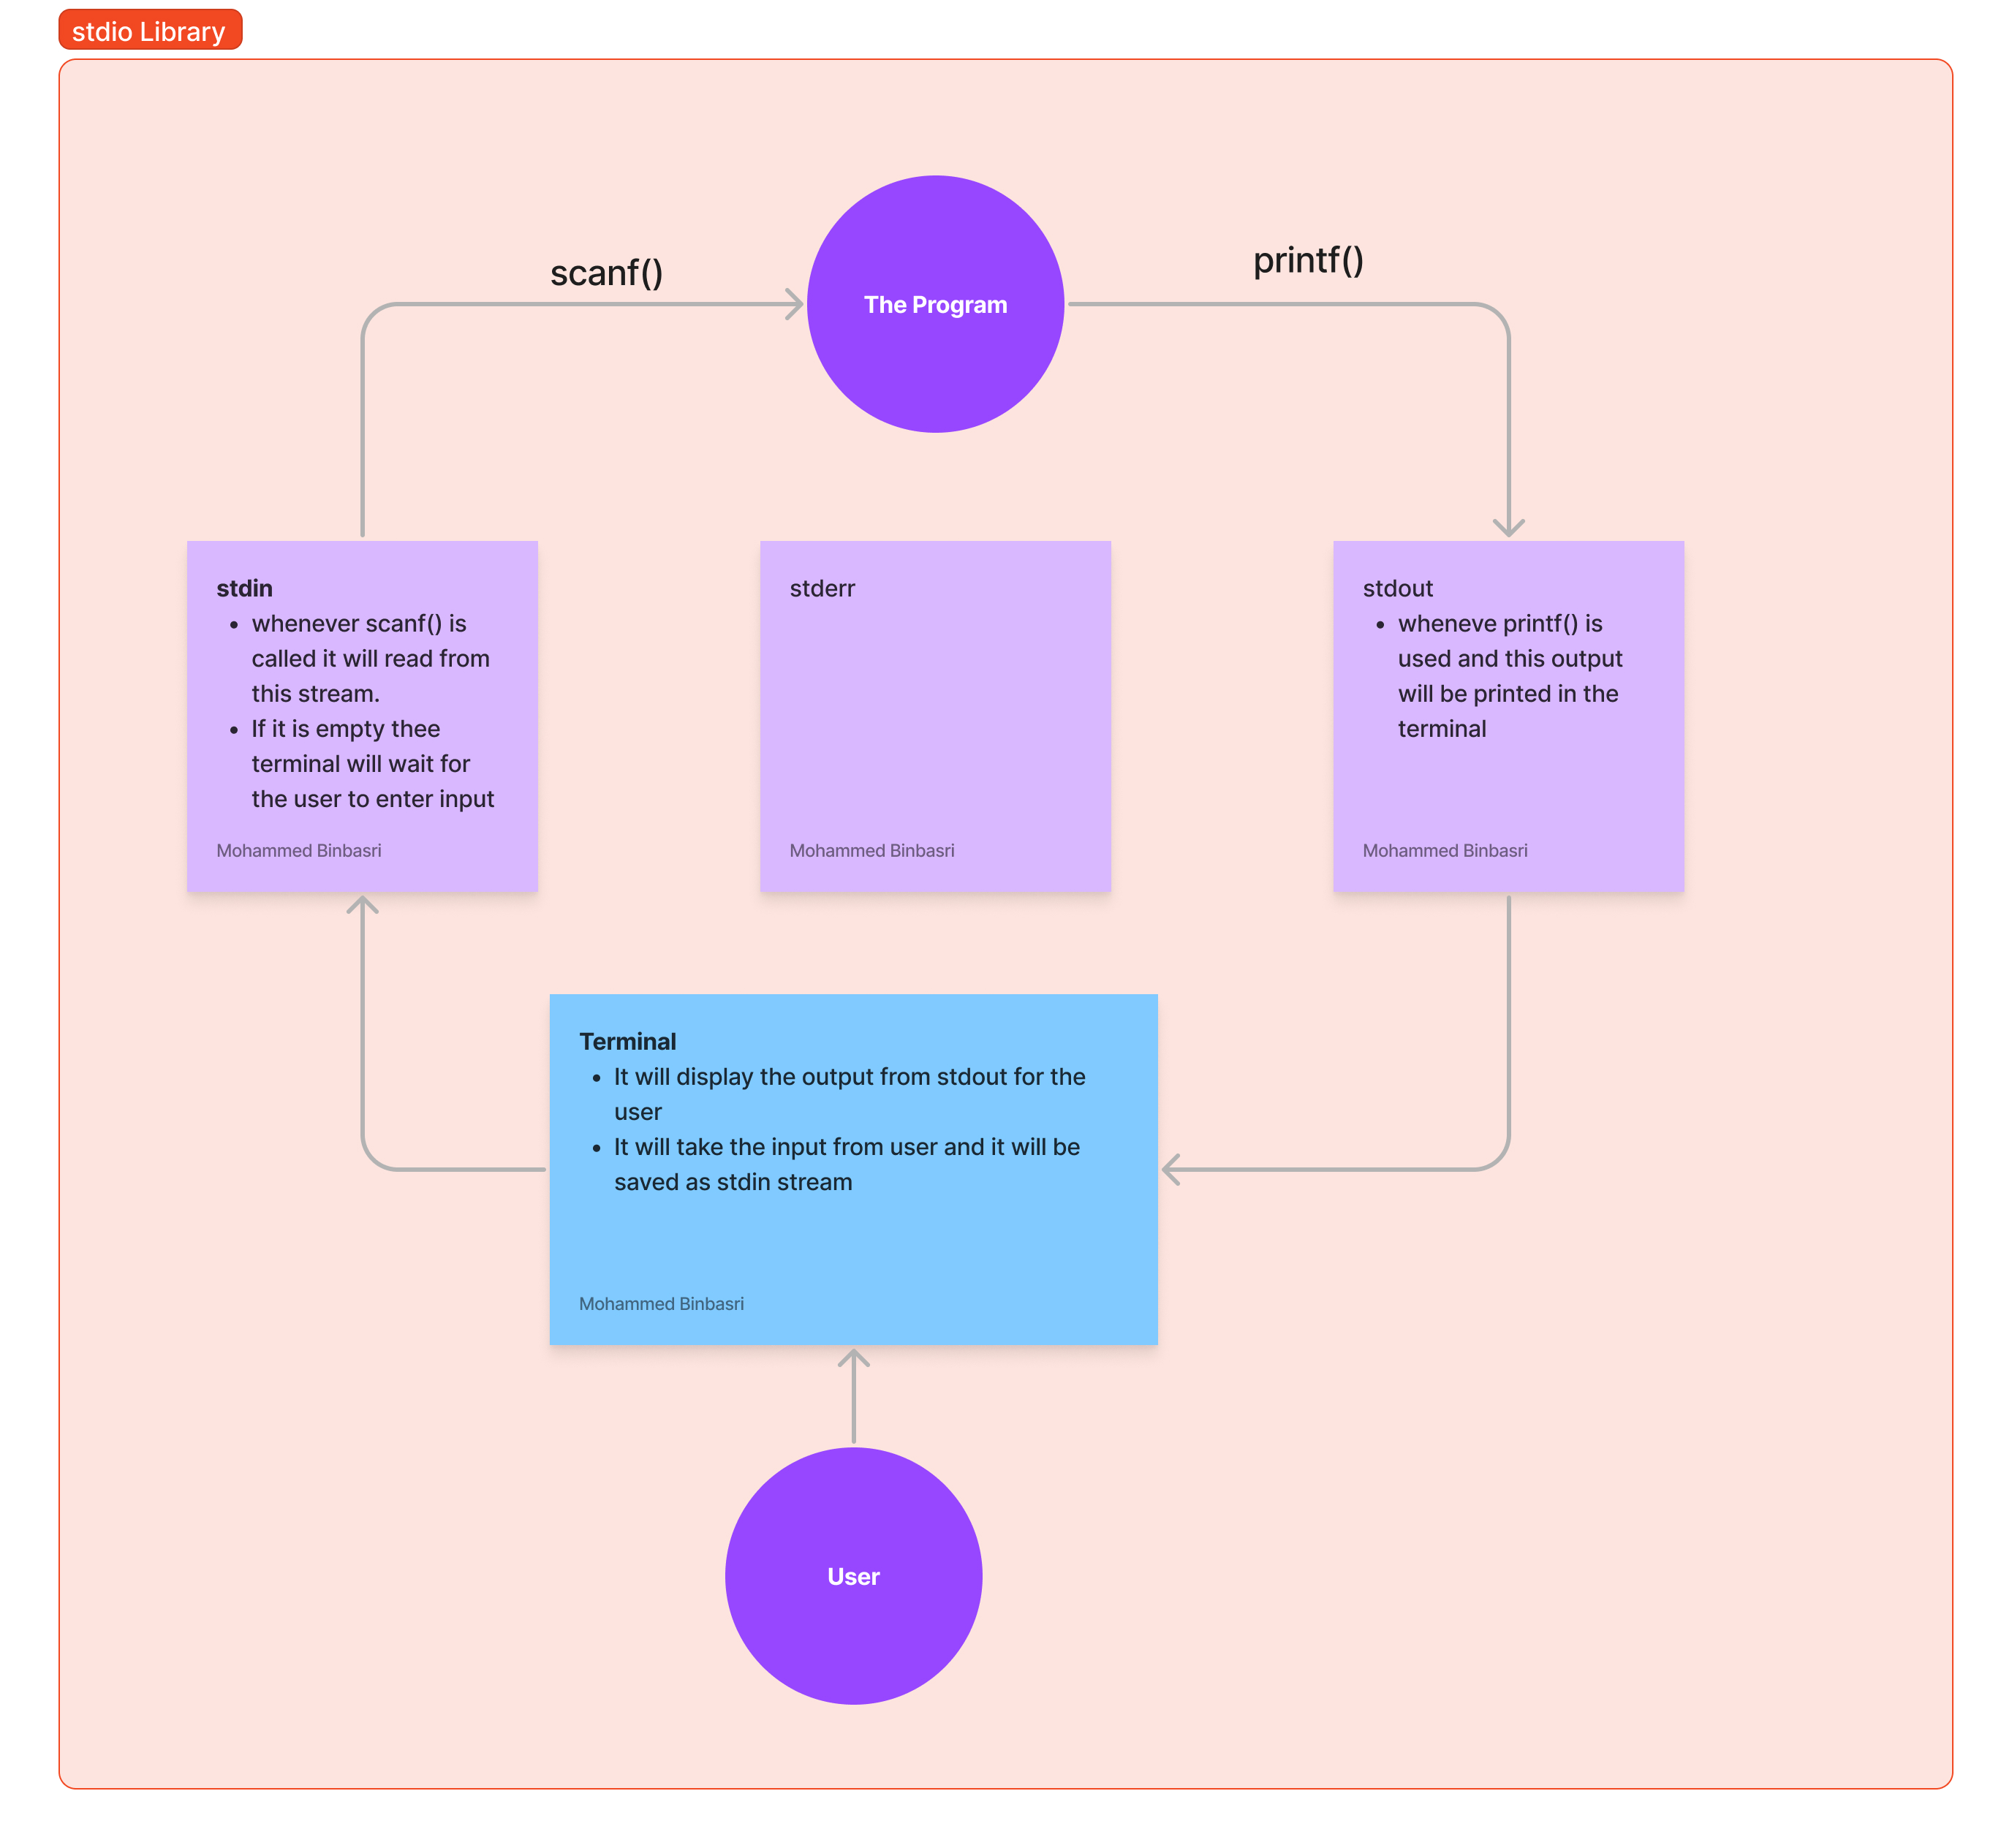 stdio Library
scanf()
printf()
The Program
stdin
• whenever scanf() is
called it will read from
this stream.
• If it is empty thee
terminal will wait for
the user to enter input
Mohammed Binbasri
stderr
Mohammed Binbasri
stdout
• wheneve printf() is
used and this output
will be printed in the
terminal
Mohammed Binbasri
Terminal
• It will display the output from stdout for the
user
• It will take the input from user and it will be
saved as stdin stream
Mohammed Binbasri
User